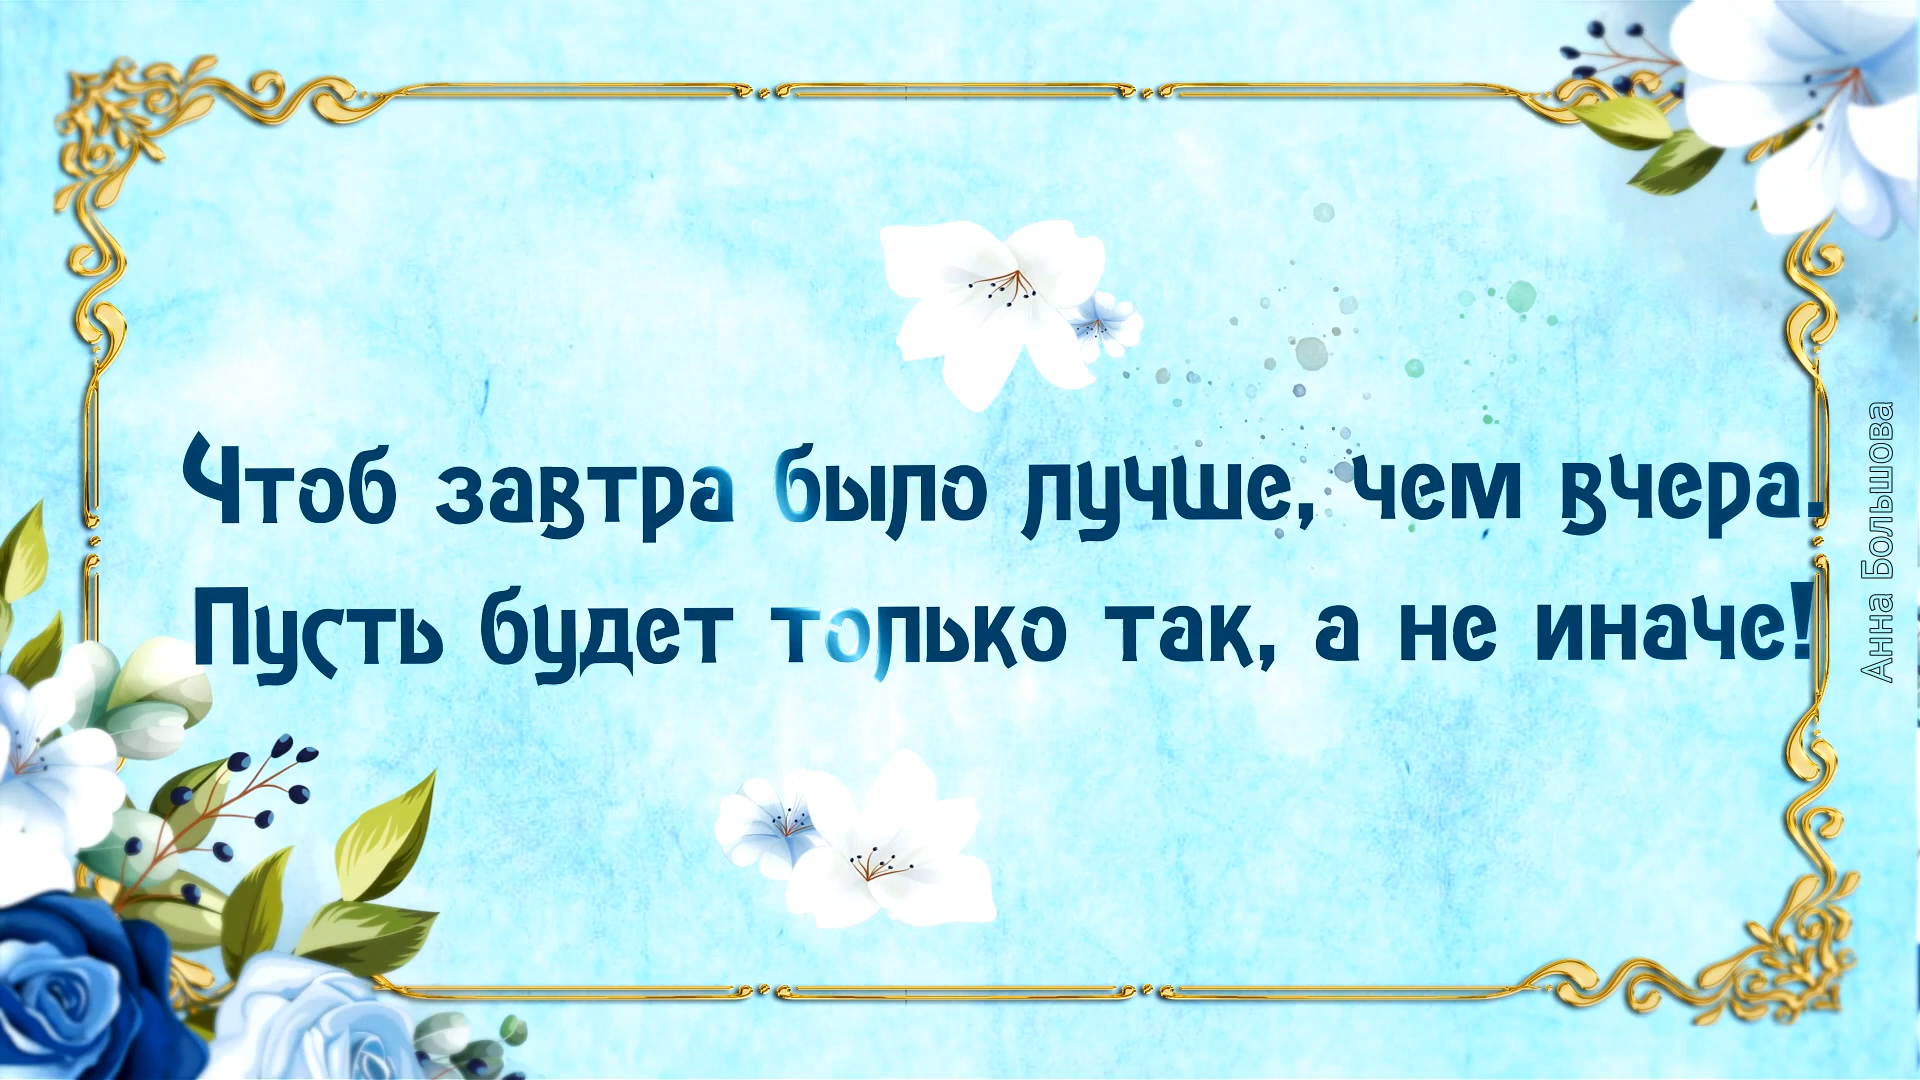 Чтоб завтра было лучше, чем вчера.
Пусть будет только так, а не иначе!
Анна Большова